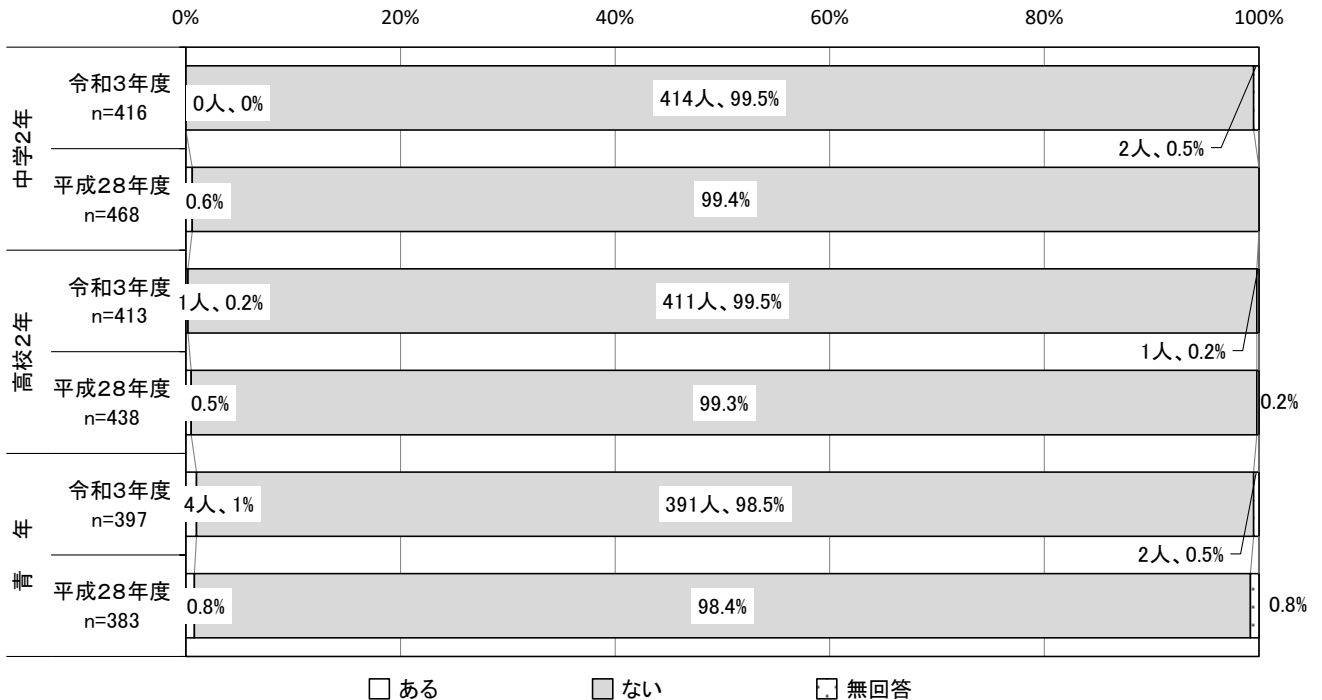 0%
20%
40%
60%
80%
100%
中学2年
令和3年度
n=416
0人、0%
414人、99.5%
2人、0.5%
平成28年度
n=468
0.6%
99.4%
高校2年
令和3年度
n=413
1人、0.2%
411人、99.5%
1人、0.2%
平成28年度
n=438
0.5%
99.3%
0.2%
青年
令和3年度
n=397
4人、1%
391人、98.5%
2人、0.5%
平成28年度
n=383
0.8%
98.4%
0.8%
ある
ない
無回答